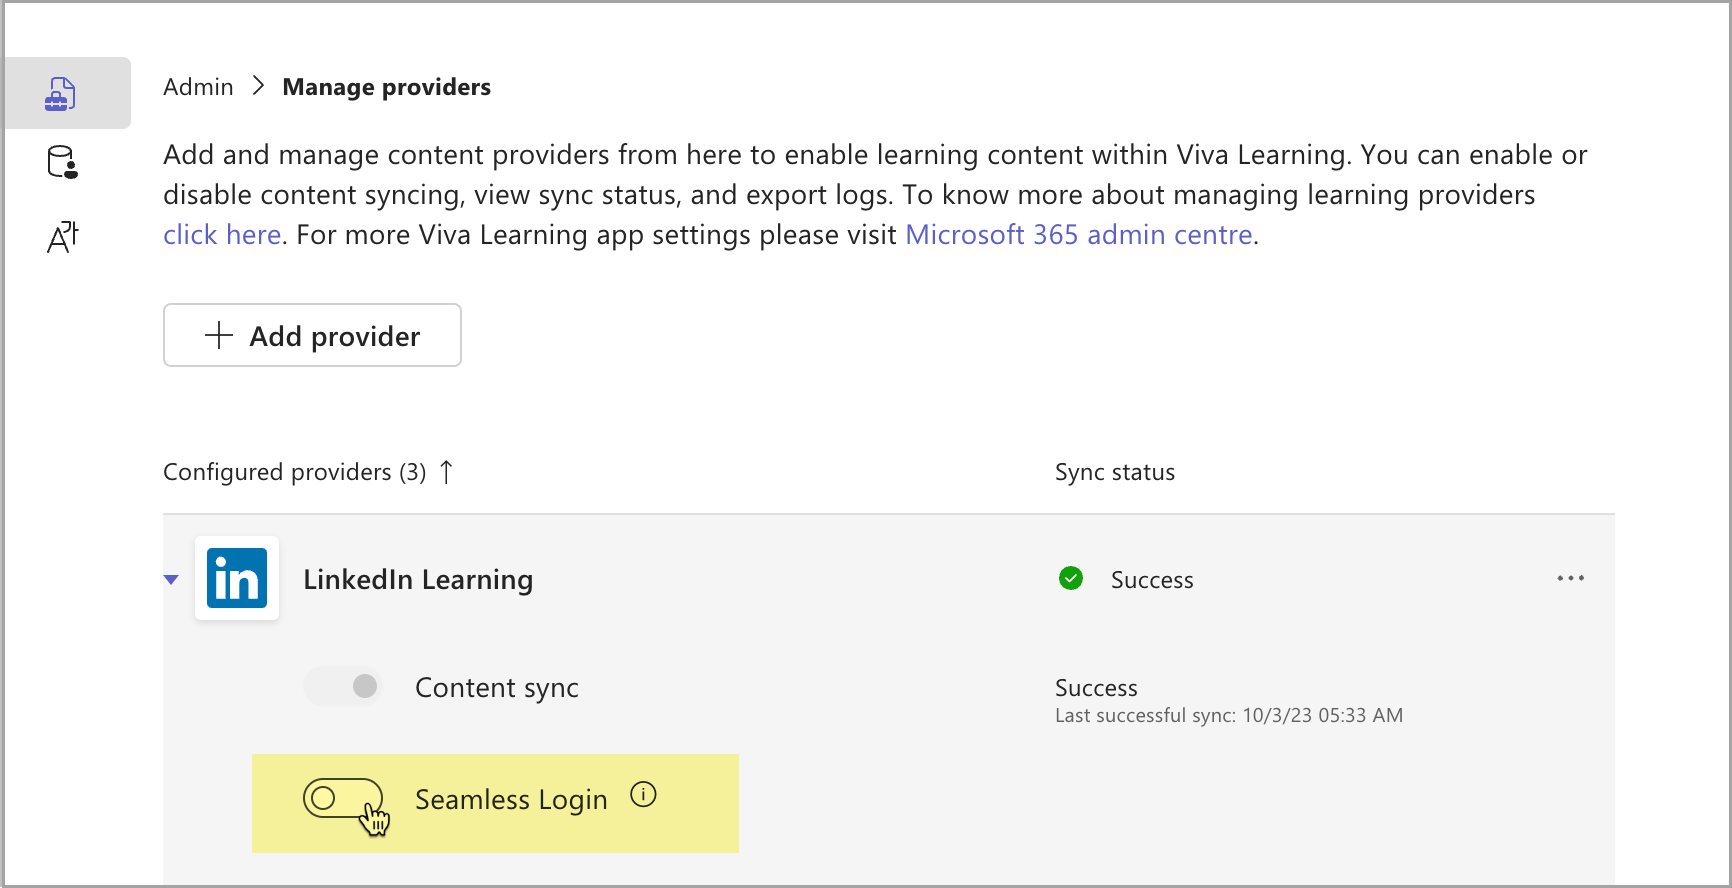 Admin > Manage providers
Add and manage content providers from here to enable learning content within Viva Learning. You can enable or
disable content syncing, view sync status, and export logs. To know more about managing learning providers
click here. For more Viva Learning app settings please visit Microsoft 365 admin centre.
+ Add provider
Configured providers (3) ↑ Sync status
in LinkedIn Learning Success ...
Content sync Success
Last successful sync: 10/3/23 05:33 AM
Seamless Login